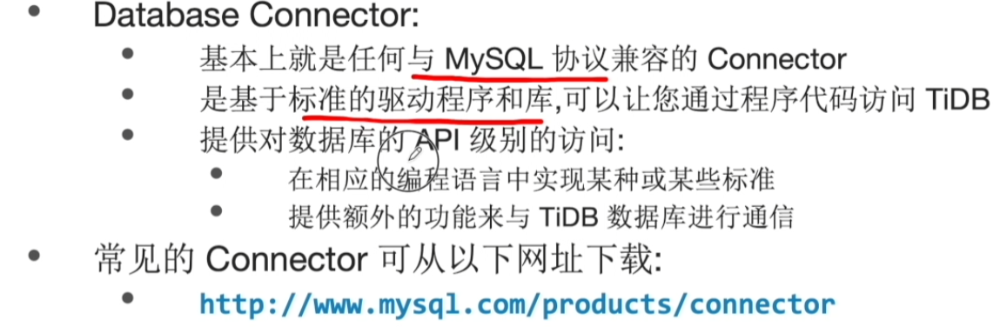 Database Connector:
基本上就是任何与 MySQL 协议兼容的 Connector
是基于标准的驱动程序和库,可以让您通过程序代码访问 TiDB
提供对数据库的 API 级别的访问:
在相应的编程语言中实现某种或某些标准
提供额外的功能来与 TiDB 数据库进行通信
常见的 Connector 可从以下网址下载:
http://www.mysql.com/products/connector